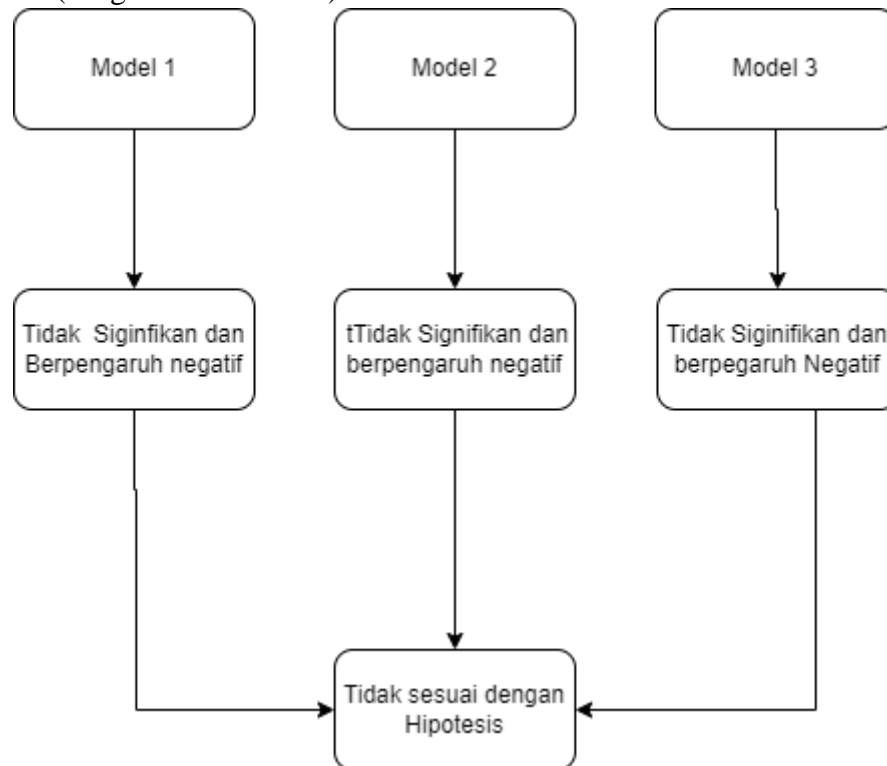 Model 1
Model 2
Model 3
Tidak Siginfikan dan
Berpengaruh negatif
tTidak Signifikan dan
berpengaruh negatif
Tidak Siginifikan dan
berpegaruh Negatif
Tidak sesuai dengan
Hipotesis